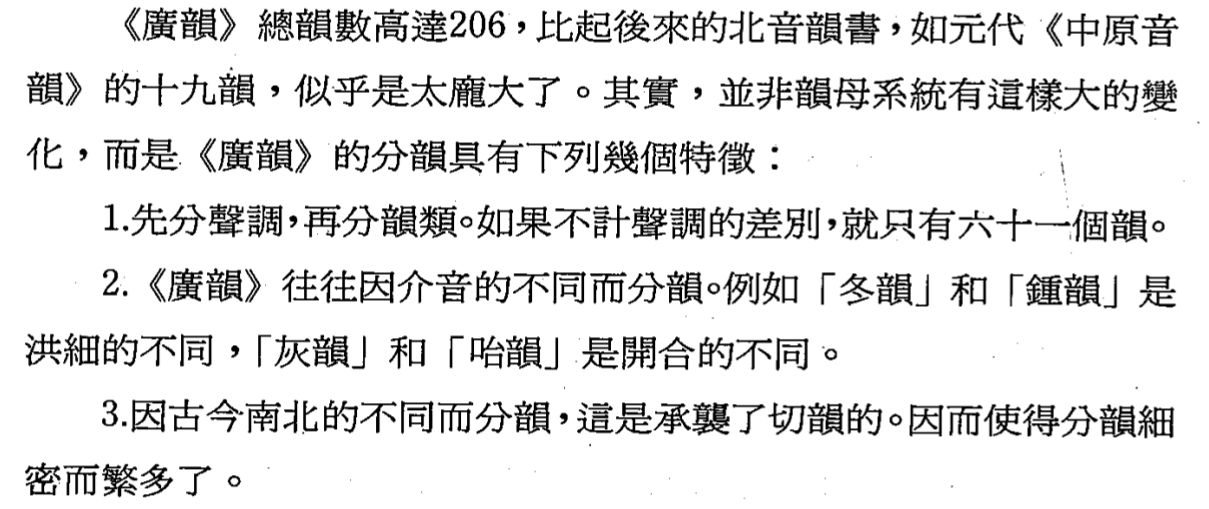 《廣韻》總韻數高達206，比起後來的北音韻書，如元代《中原音
韻》的十九韻，似乎是太龐大了。其實，並非韻母系統有這樣大的變
化，而是《廣韻》的分韻具有下列幾個特徵：
1.先分聲調，再分韻類。如果不計聲調的差別，就只有六十一個韻。
2.《廣韻》往往因介音的不同而分韻。例如「冬韻」和「鍾韻」是
洪細的不同，「灰韻」和「咍韻」是開合的不同。
3.因古今南北的不同而分韻，這是承襲了切韻的。因而使得分韻細
密而繁多了。